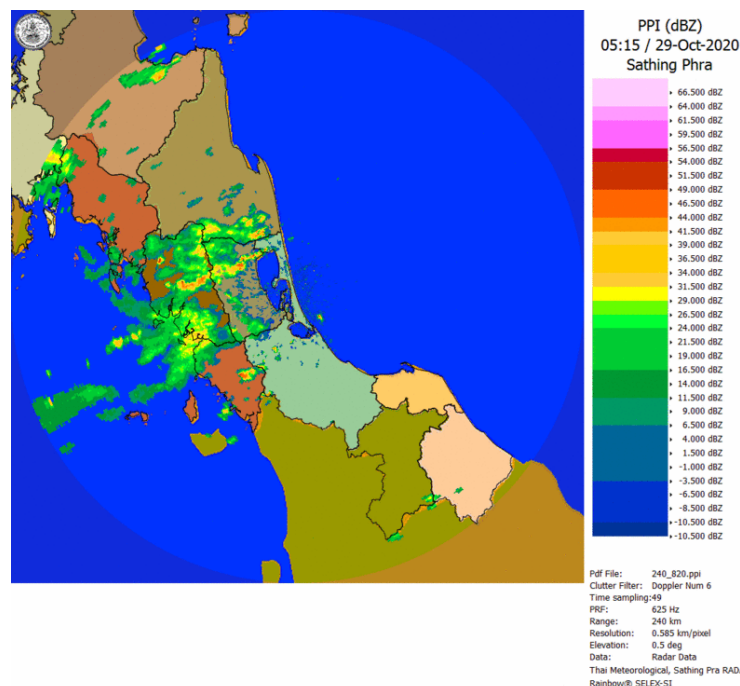 PPI (dBZ)
05:15 / 29-Oct-2020
Sathing Phra
66.500 dBZ
64.000 dBZ
61.500 dBZ
59.500 dBZ
56.500 dBZ
54.000 dBZ
51.500 dBZ
49.000 dBZ
46.500 dBZ
44.000 dBZ
41.500 dBZ
39.000 dBZ
36.500 dBZ
34.000 dBZ
31.500 dBZ
29.000 dBZ
26.500 dBZ
24.000 dBZ
21.500 dBZ
19.000 dBZ
16.500 dBZ
14.000 dBZ
11.500 dBZ
9.000 dBZ
6.500 dBZ
4.000 dBZ
1.500 dBZ
-1.000 dBZ
-3.500 dBZ
-6.500 dBZ
-8.500 dBZ
-10.500 dBZ
-10.500 dBZ
Pdf File: 240_820.ppi
Clutter Filter: Doppler Num 6
Time sampling:49
PRF: 625 Hz
Range: 240 km
Resolution: 0.585 km/pixel
Elevation: 0.5 deg
Data: Radar Data
Thai Meteorological, Sathing Pra RAD
Rainbow® SELEX-SI